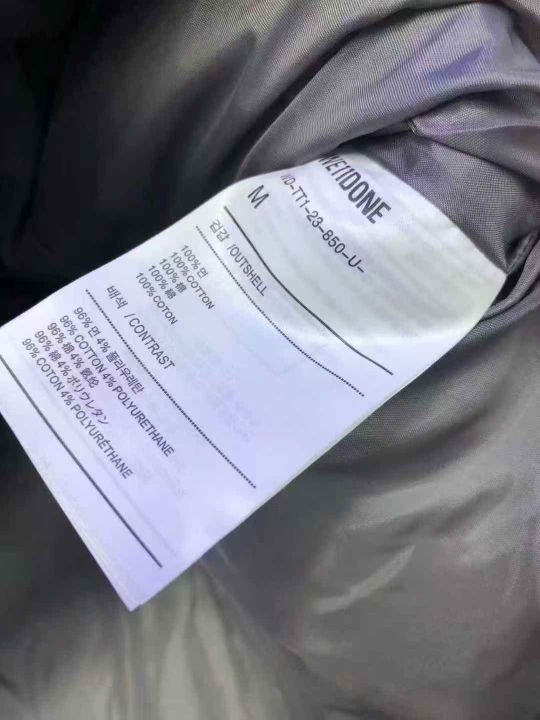 WE11DONE
WD-TT1-23-850-U-
M
겉감 /OUTSHELL
100% 면
100% COTTON
100% 棉
100% 綿
100% COTON
배색 / CONTRAST
96% 면 4% 폴리우레탄
96% COTTON 4% POLYURETHANE
96% 棉 4% 氨纶
96% 綿 4% ポリウレタン
96% COTON 4% POLYURÉTHANE